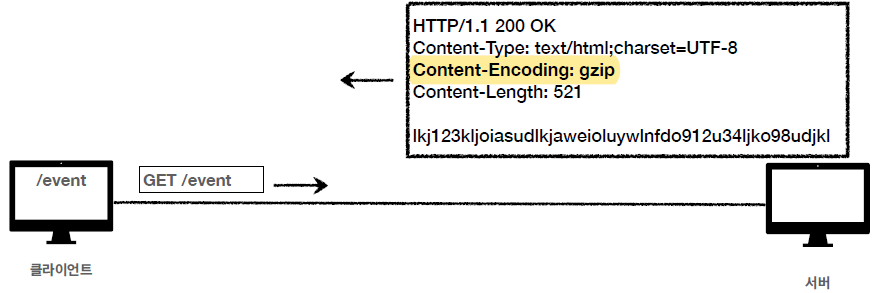 HTTP/1.1 200 OK
Content-Type: text/html;charset=UTF-8
Content-Encoding: gzip
Content-Length: 521
lkj123kljoiasudlkjaweioluywlnfdo912u34ljko98udjkl
/event
GET /event
클라이언트
서버